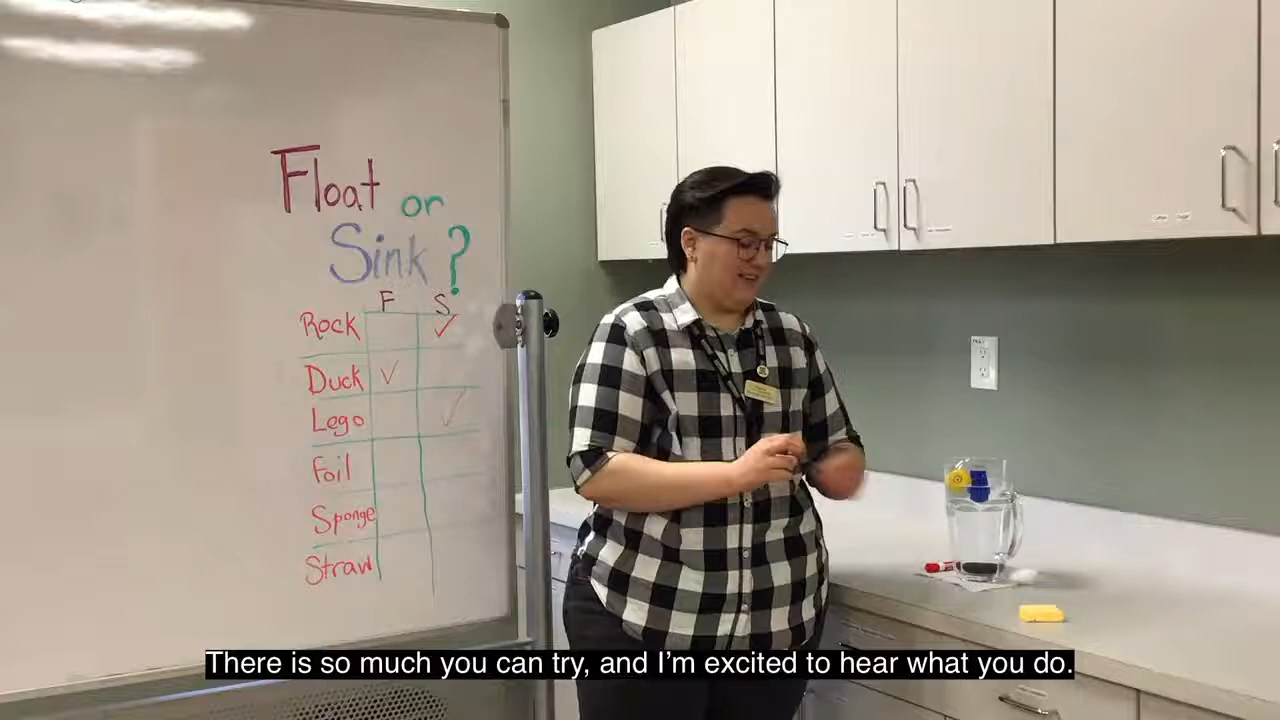 Float or
Sink?
F S
Rock ✓
Duck ✓
Lego ✓
Foil
Sponge
Straw
There is so much you can try, and I'm excited to hear what you do.